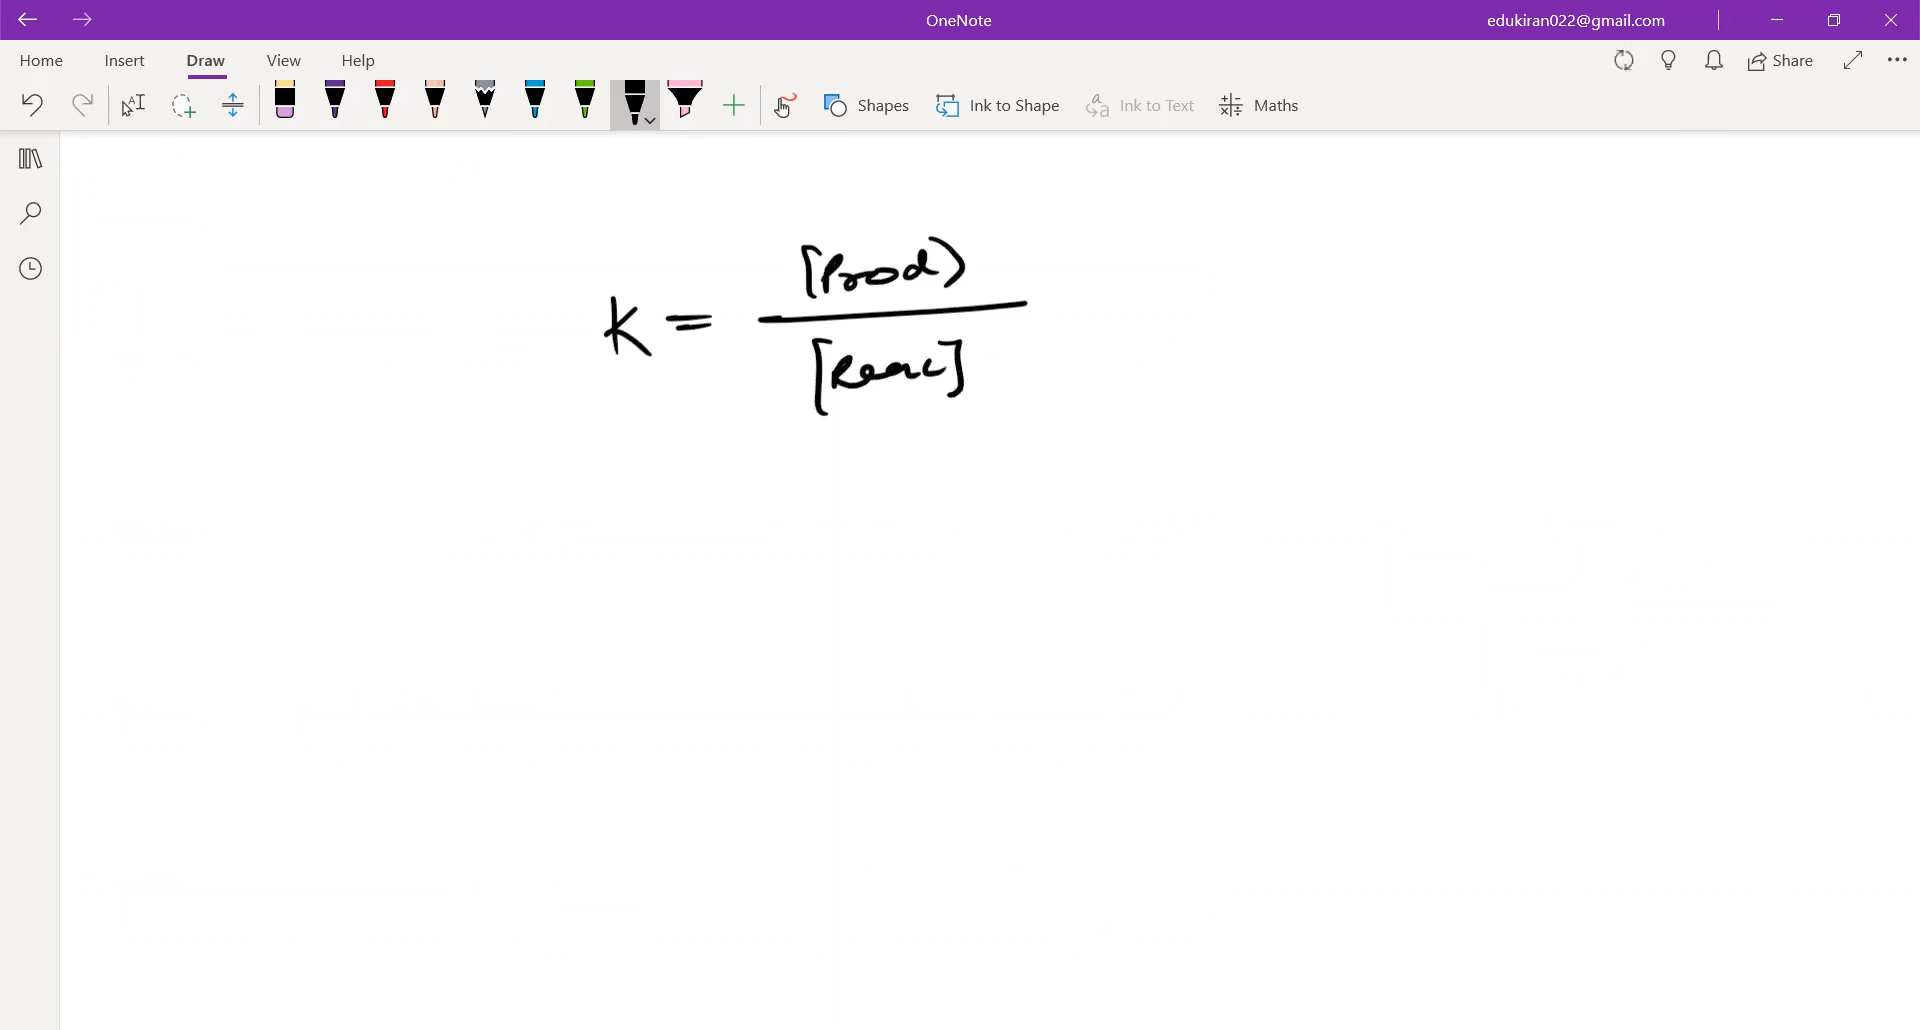 OneNote
edukiran022@gmail.com
Home Insert Draw View Help
Share
Shapes Ink to Shape Ink to Text Maths
[Prod)
K =
[Reac]